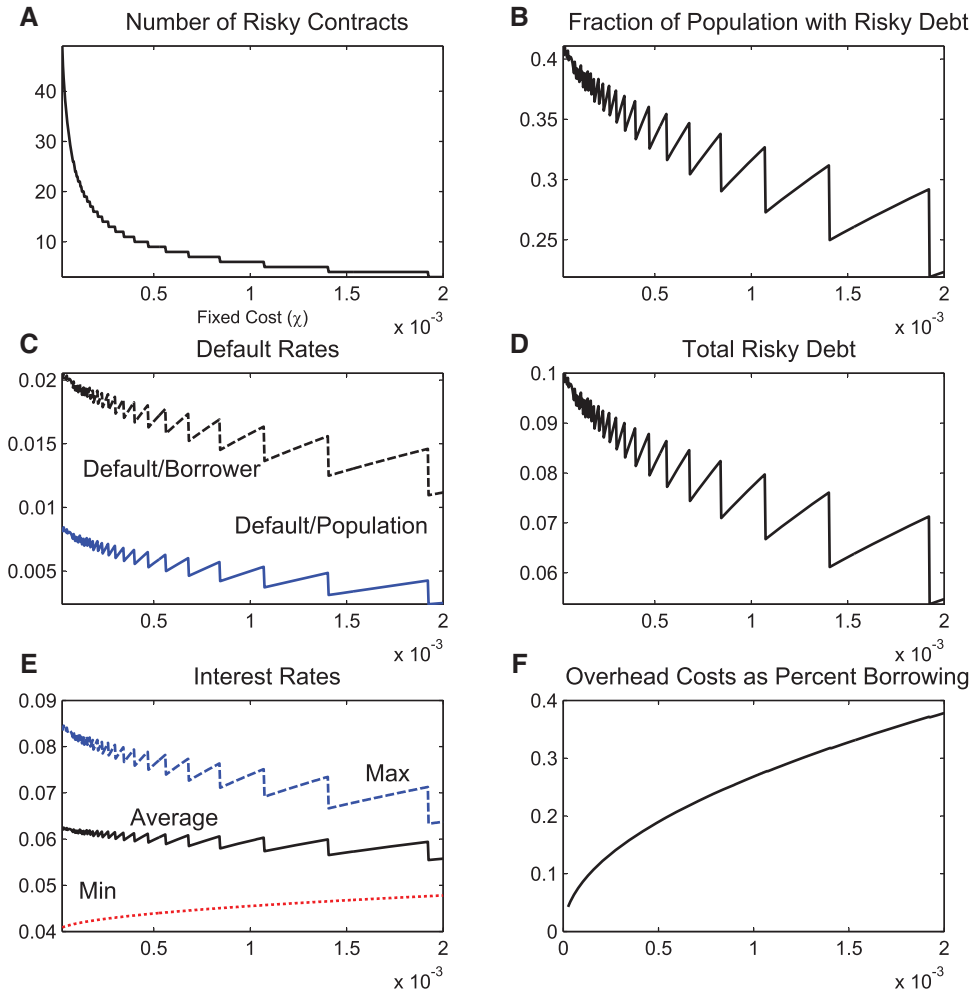 A
Number of Risky Contracts
40
30
20
10
0.5
1
1.5
2
Fixed Cost (χ)
x 10⁻³
B
Fraction of Population with Risky Debt
0.4
0.35
0.3
0.25
0.5
1
1.5
2
x 10⁻³
C
Default Rates
0.02
0.015
0.01
0.005
Default/Borrower
Default/Population
0.5
1
1.5
2
x 10⁻³
D
Total Risky Debt
0.1
0.09
0.08
0.07
0.06
0.5
1
1.5
2
x 10⁻³
E
Interest Rates
0.09
0.08
0.07
0.06
0.05
0.04
Max
Average
Min
0.5
1
1.5
2
x 10⁻³
F
Overhead Costs as Percent Borrowing
0.4
0.3
0.2
0.1
0
0
0.5
1
1.5
2
x 10⁻³